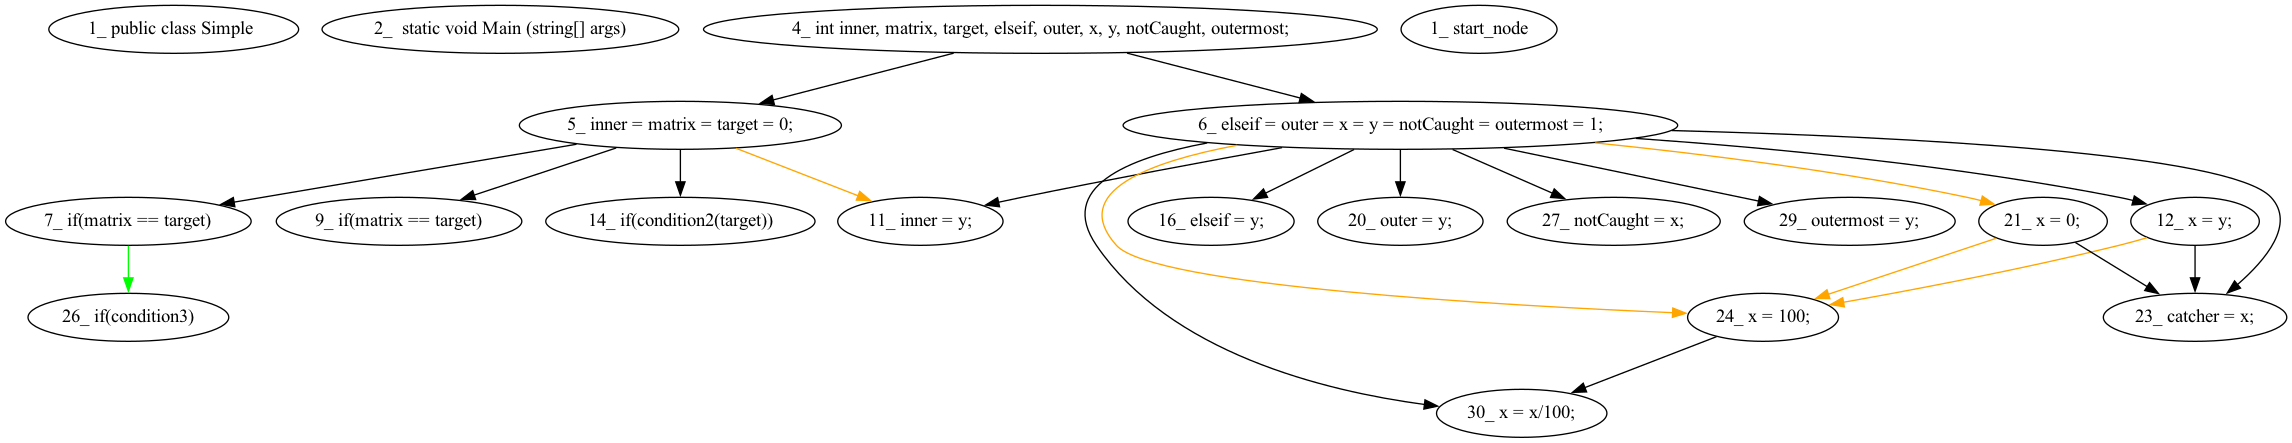 1_ public class Simple
2_  static void Main (string[] args)
4_ int inner, matrix, target, elseif, outer, x, y, notCaught, outermost;
1_ start_node
5_ inner = matrix = target = 0;
6_ elseif = outer = x = y = notCaught = outermost = 1;
7_ if(matrix == target)
9_ if(matrix == target)
14_ if(condition2(target))
11_ inner = y;
16_ elseif = y;
20_ outer = y;
27_ notCaught = x;
29_ outermost = y;
21_ x = 0;
12_ x = y;
26_ if(condition3)
24_ x = 100;
23_ catcher = x;
30_ x = x/100;